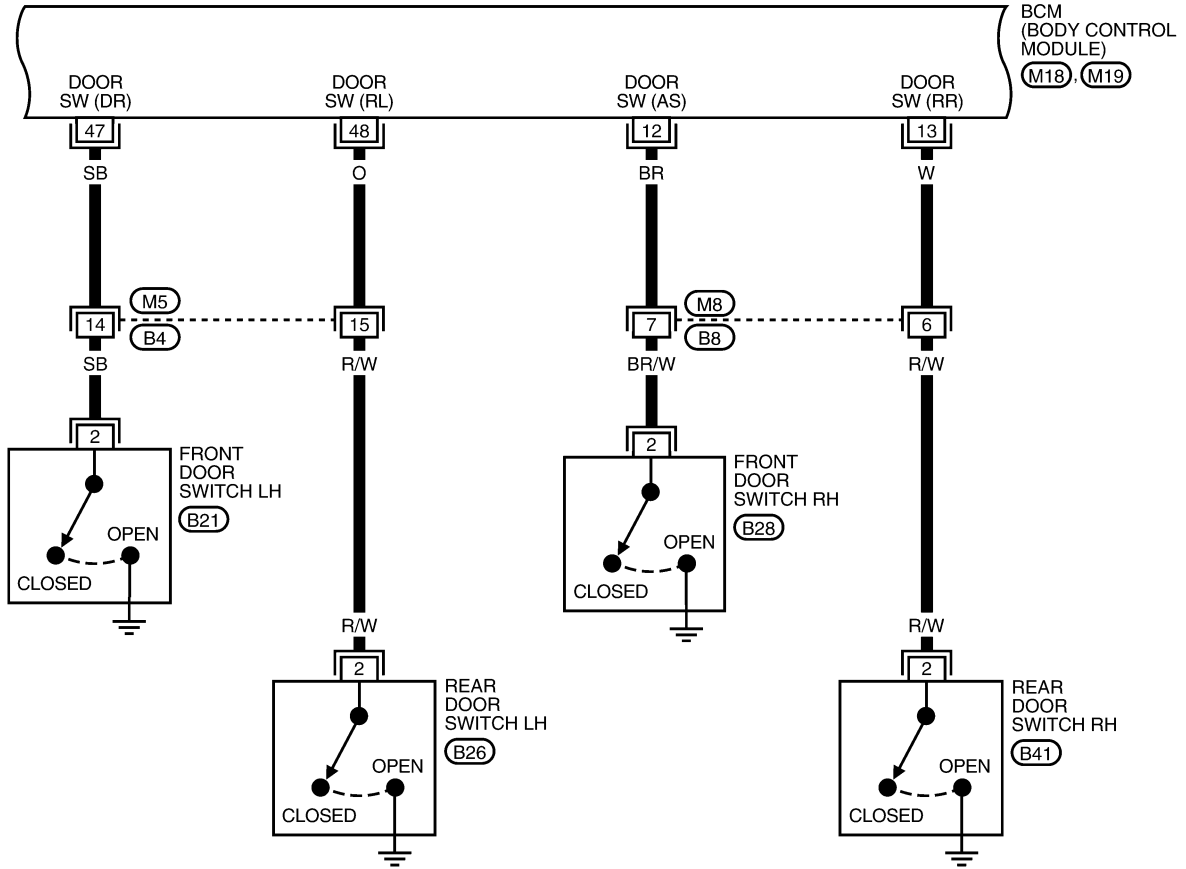 BCM
(BODY CONTROL
MODULE)
M18, M19
DOOR
SW (DR)
DOOR
SW (RL)
DOOR
SW (AS)
DOOR
SW (RR)
47
48
12
13
SB
O
BR
W
M5
M8
14
15
7
6
B4
B8
SB
R/W
BR/W
R/W
2
FRONT
DOOR
SWITCH LH
B21
OPEN
CLOSED
2
FRONT
DOOR
SWITCH RH
B28
OPEN
CLOSED
R/W
R/W
2
REAR
DOOR
SWITCH LH
B26
OPEN
CLOSED
2
REAR
DOOR
SWITCH RH
B41
OPEN
CLOSED